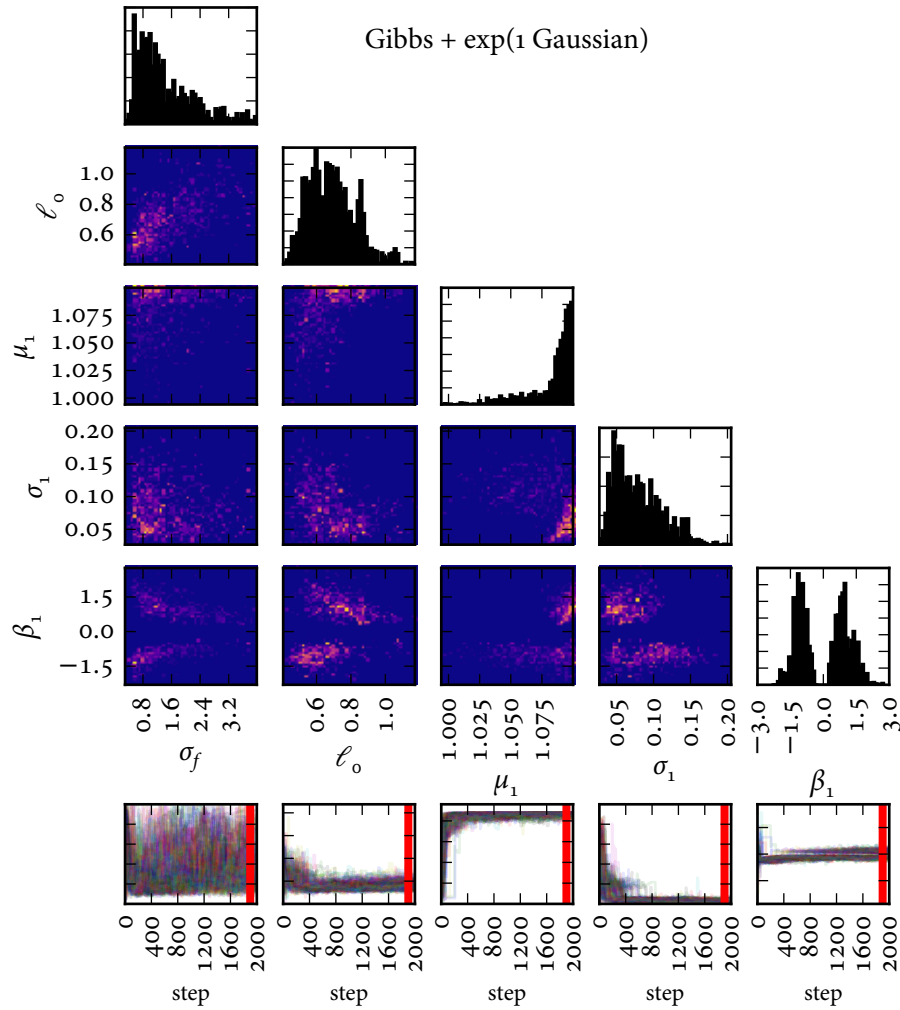 Gibbs + exp(1 Gaussian)
ℓ₀
1.0
0.8
0.6
μ₁
1.075
1.050
1.025
1.000
σ₁
0.20
0.15
0.10
0.05
β₁
1.5
0.0
−1.5
0.8 1.6 2.4 3.2
0.6 0.8 1.0
1.000 1.025 1.050 1.075
0.05 0.10 0.15 0.20
−3.0 −1.5 0.0 1.5 3.0
σ_f ℓ₀ μ₁ σ₁ β₁
0 400 800 1200 1600 2000
0 400 800 1200 1600 2000
0 400 800 1200 1600 2000
0 400 800 1200 1600 2000
0 400 800 1200 1600 2000
step step step step step